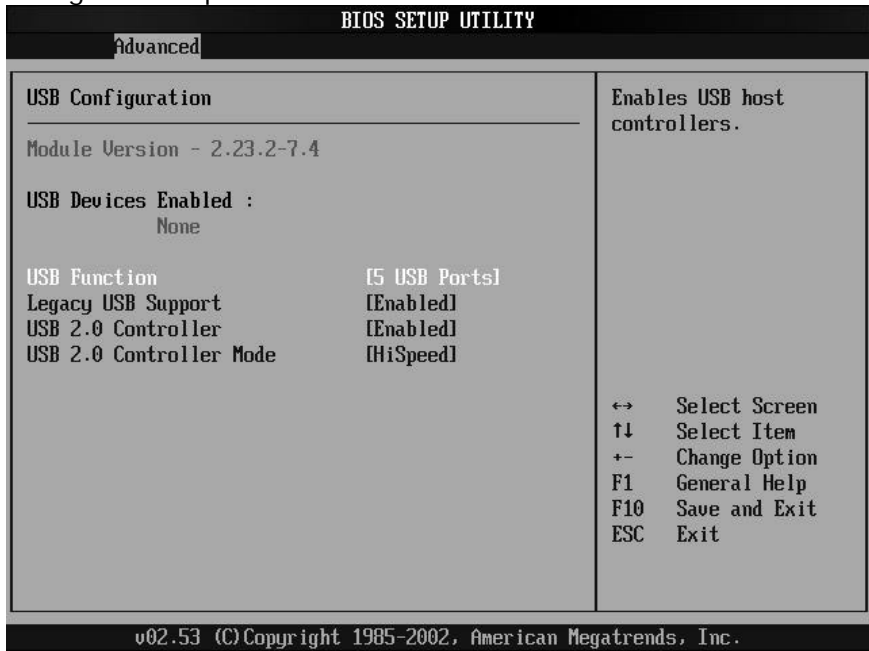 BIOS SETUP UTILITY
Advanced
USB Configuration
Module Version - 2.23.2-7.4
USB Devices Enabled :
None
USB Function [5 USB Ports]
Legacy USB Support [Enabled]
USB 2.0 Controller [Enabled]
USB 2.0 Controller Mode [HiSpeed]
Enables USB host
controllers.
←→ Select Screen
↑↓ Select Item
+- Change Option
F1 General Help
F10 Save and Exit
ESC Exit
v02.53 (C)Copyright 1985-2002, American Megatrends, Inc.